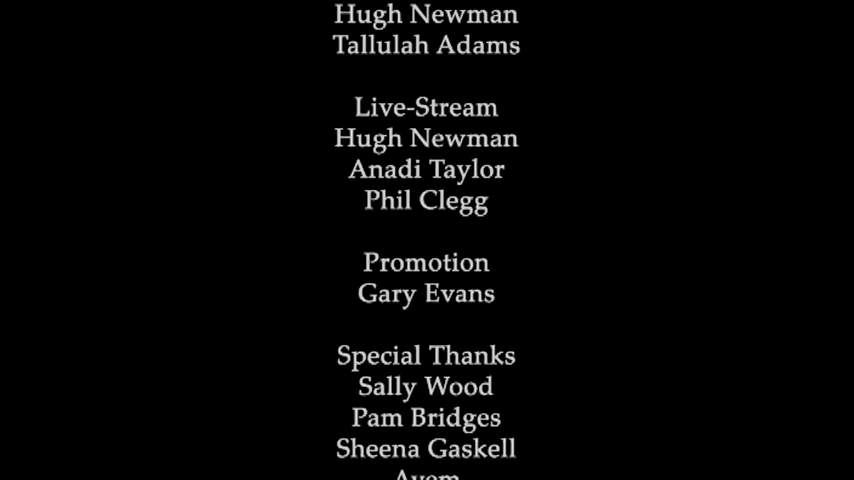 Hugh Newman
Tallulah Adams
Live-Stream
Hugh Newman
Anadi Taylor
Phil Clegg
Promotion
Gary Evans
Special Thanks
Sally Wood
Pam Bridges
Sheena Gaskell